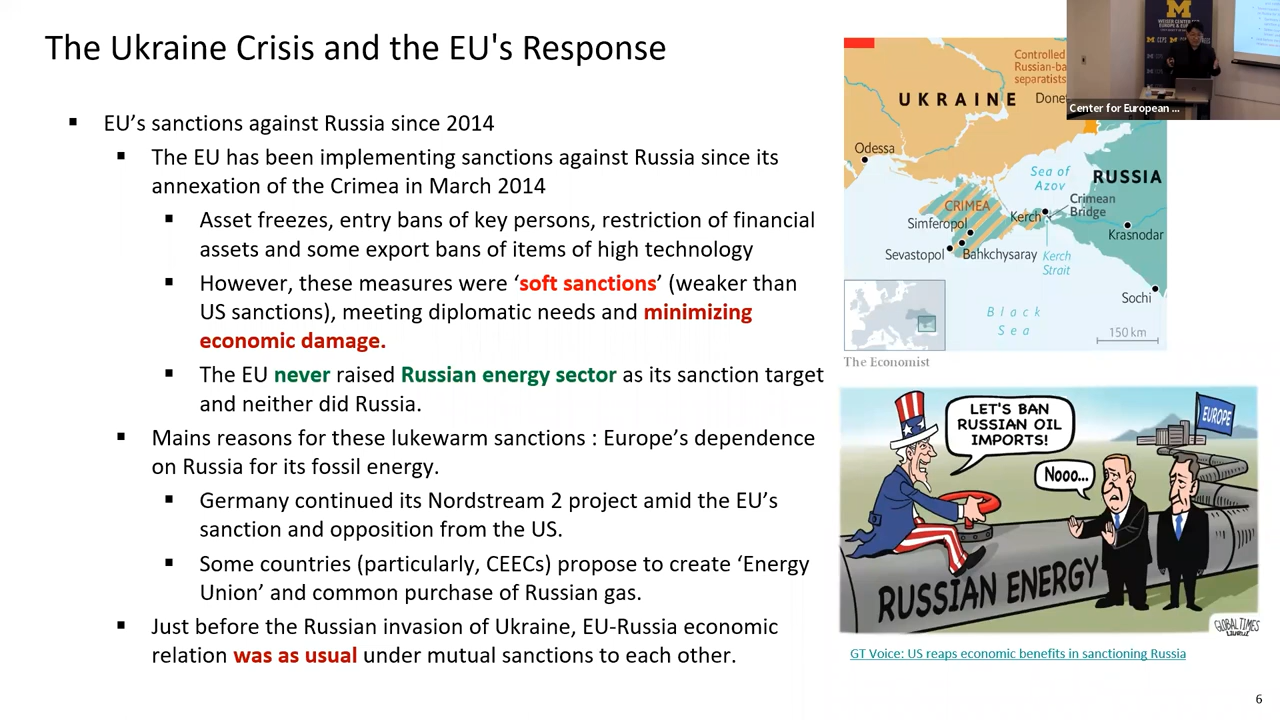 The Ukraine Crisis and the EU's Response
▪ EU's sanctions against Russia since 2014
▪ The EU has been implementing sanctions against Russia since its
annexation of the Crimea in March 2014
▪ Asset freezes, entry bans of key persons, restriction of financial
assets and some export bans of items of high technology
▪ However, these measures were ‘soft sanctions’ (weaker than
US sanctions), meeting diplomatic needs and minimizing
economic damage.
▪ The EU never raised Russian energy sector as its sanction target
and neither did Russia.
▪ Mains reasons for these lukewarm sanctions : Europe’s dependence
on Russia for its fossil energy.
▪ Germany continued its Nordstream 2 project amid the EU’s
sanction and opposition from the US.
▪ Some countries (particularly, CEECs) propose to create ‘Energy
Union’ and common purchase of Russian gas.
▪ Just before the Russian invasion of Ukraine, EU-Russia economic
relation was as usual under mutual sanctions to each other.
Controlled
Russian-ba
separatists
UKRAINE
Done
Odessa
Sea of
Azov
RUSSIA
CRIMEA
Crimean
Bridge
Kerch
Simferopol
Krasnodar
Sevastopol
Bahkchysaray
Kerch
Strait
Sochi
Black
Sea
150 km
The Economist
M
WEISER CENTER
Center for European ...
LET'S BAN
RUSSIAN OIL
IMPORTS!
EUROPE
Nooo...
RUSSIAN ENERGY
GLOBAL TIMES
GT Voice: US reaps economic benefits in sanctioning Russia
6